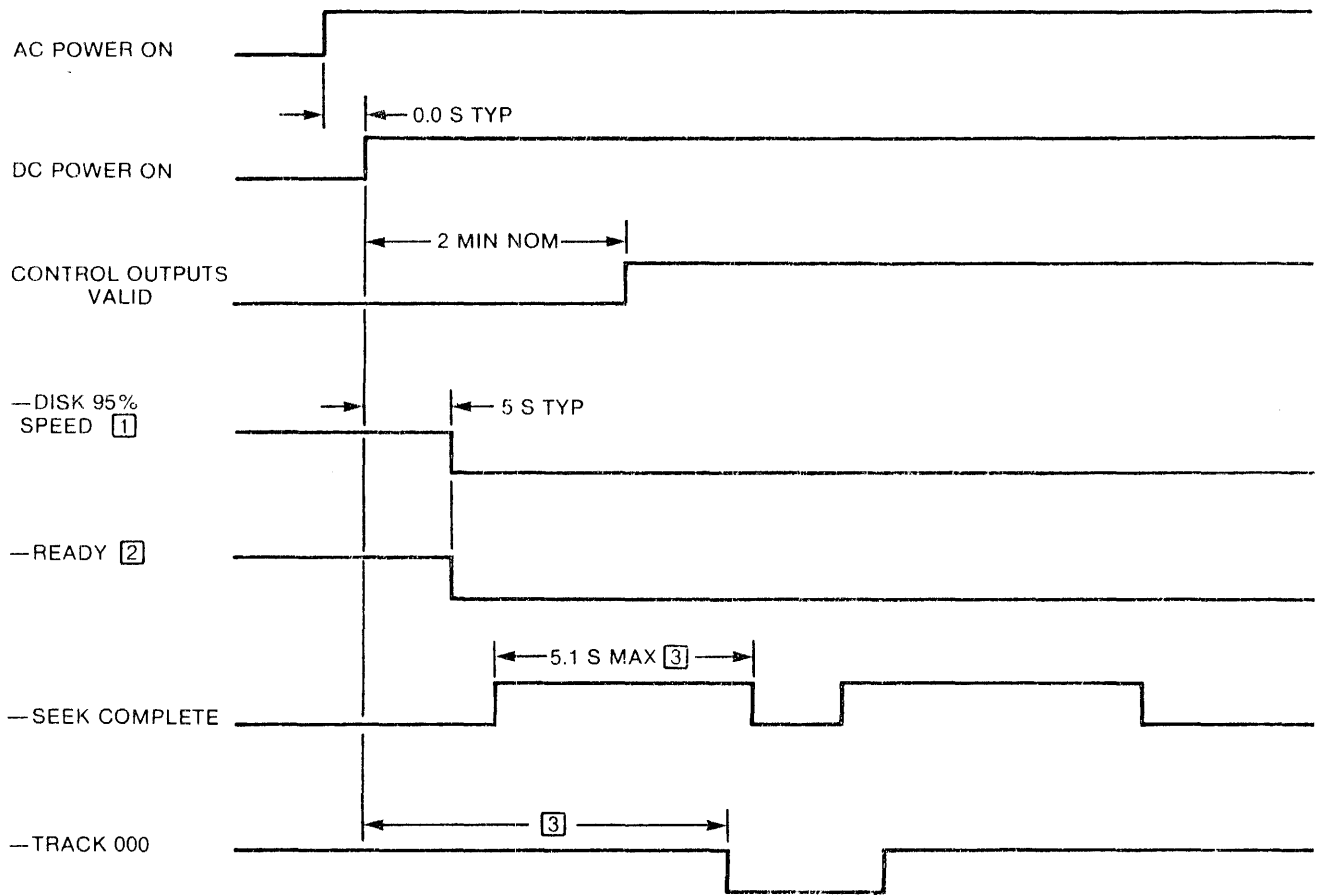 AC POWER ON
0.0 S TYP
DC POWER ON
2 MIN NOM
CONTROL OUTPUTS
VALID
—DISK 95%
SPEED 1
5 S TYP
—READY 2
5.1 S MAX 3
—SEEK COMPLETE
3
—TRACK 000